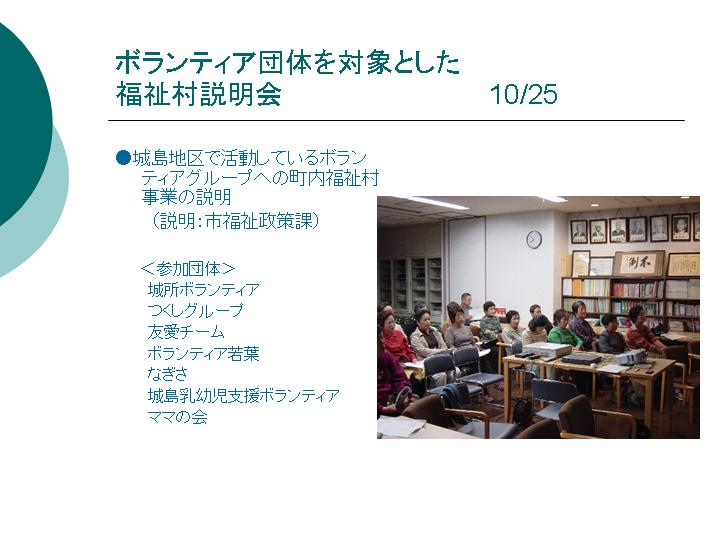 ボランティア団体を対象とした
福祉村説明会 10/25
●城島地区で活動しているボラン
ティアグループへの町内福祉村
事業の説明
（説明：市福祉政策課）
＜参加団体＞
城所ボランティア
つくしグループ
友愛チーム
ボランティア若葉
なぎさ
城島乳幼児支援ボランティア
ママの会